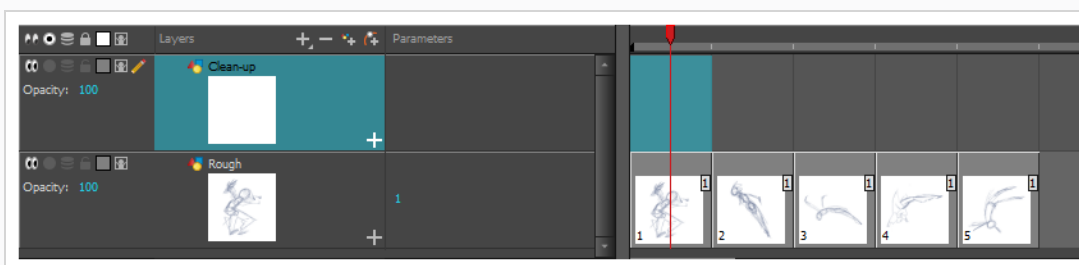 Layers Parameters
Clean-up
Opacity: 100
Rough
Opacity: 100
1
1 1 1 1 1
1 2 3 4 5